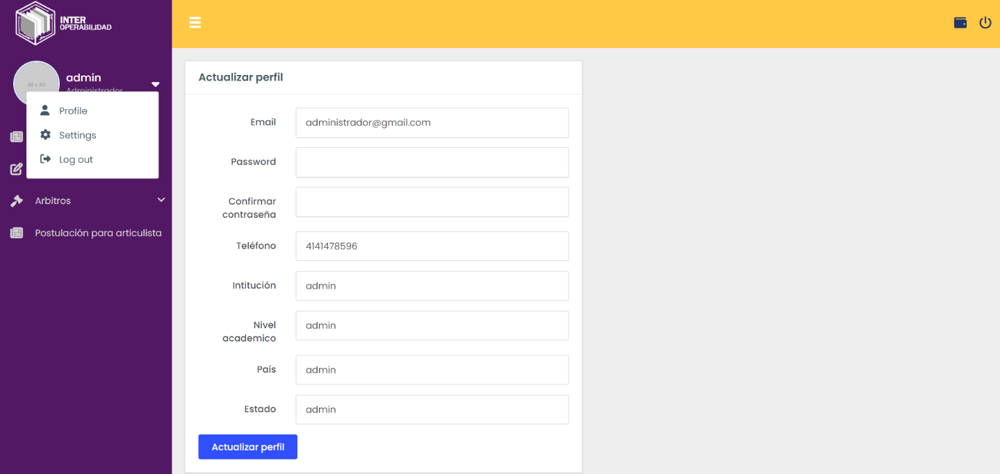 INTER
OPERABILIDAD
admin
Administrador
80 x 80
Profile
Settings
Log out
Arbitros
Postulación para articulista
Actualizar perfil
Email
administrador@gmail.com
Password
Confirmar
contraseña
Teléfono
4141478596
Intitución
admin
Nivel
academico
admin
País
admin
Estado
admin
Actualizar perfil